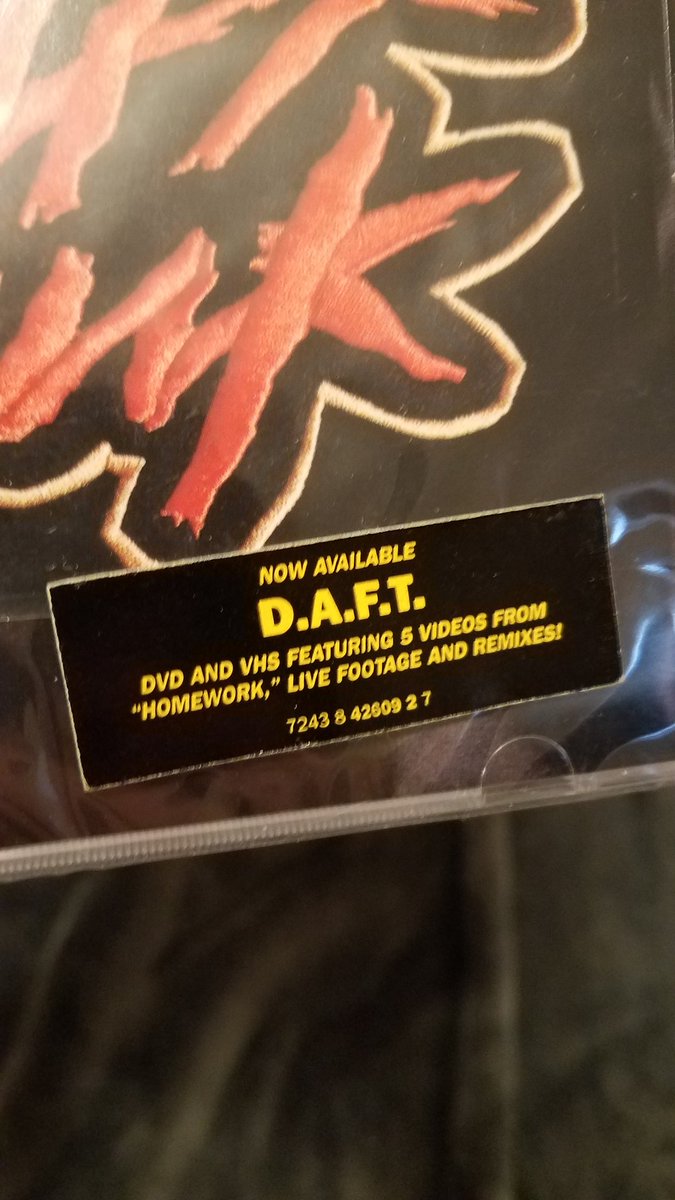 NOW AVAILABLE
D.A.F.T.
DVD AND VHS FEATURING 5 VIDEOS FROM
"HOMEWORK," LIVE FOOTAGE AND REMIXES!
7243 8 42609 2 7